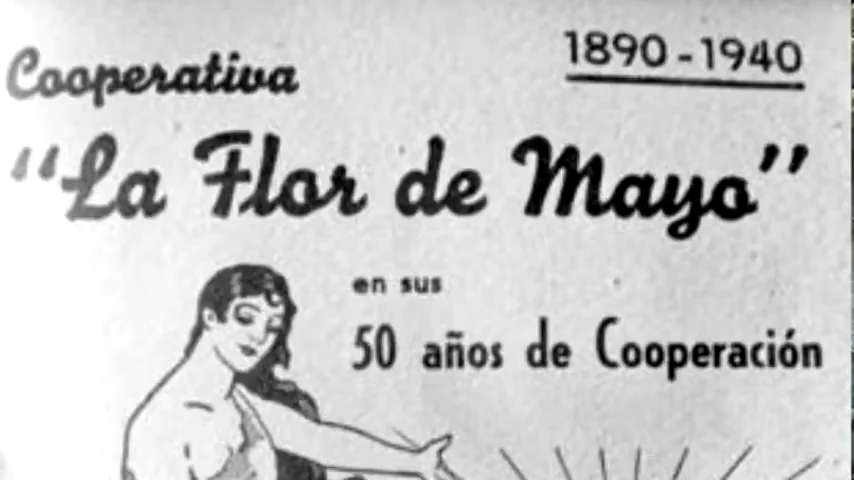 1890-1940
Cooperativa
"La Flor de Mayo"
en sus
50 años de Cooperación